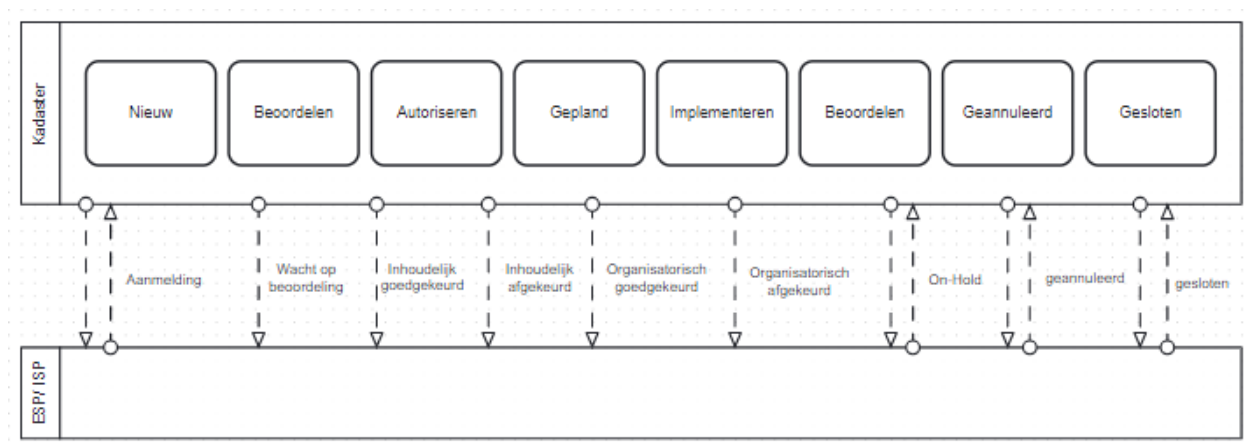 Kadaster
Nieuw
Beoordelen
Autoriseren
Gepland
Implementeren
Beoordelen
Geannuleerd
Gesloten
Aanmelding
Wacht op
beoordeling
Inhoudelijk
goedgekeurd
Inhoudelijk
afgekeurd
Organisatorisch
goedgekeurd
Organisatorisch
afgekeurd
On-Hold
geannuleerd
gesloten
ESP/ ISP